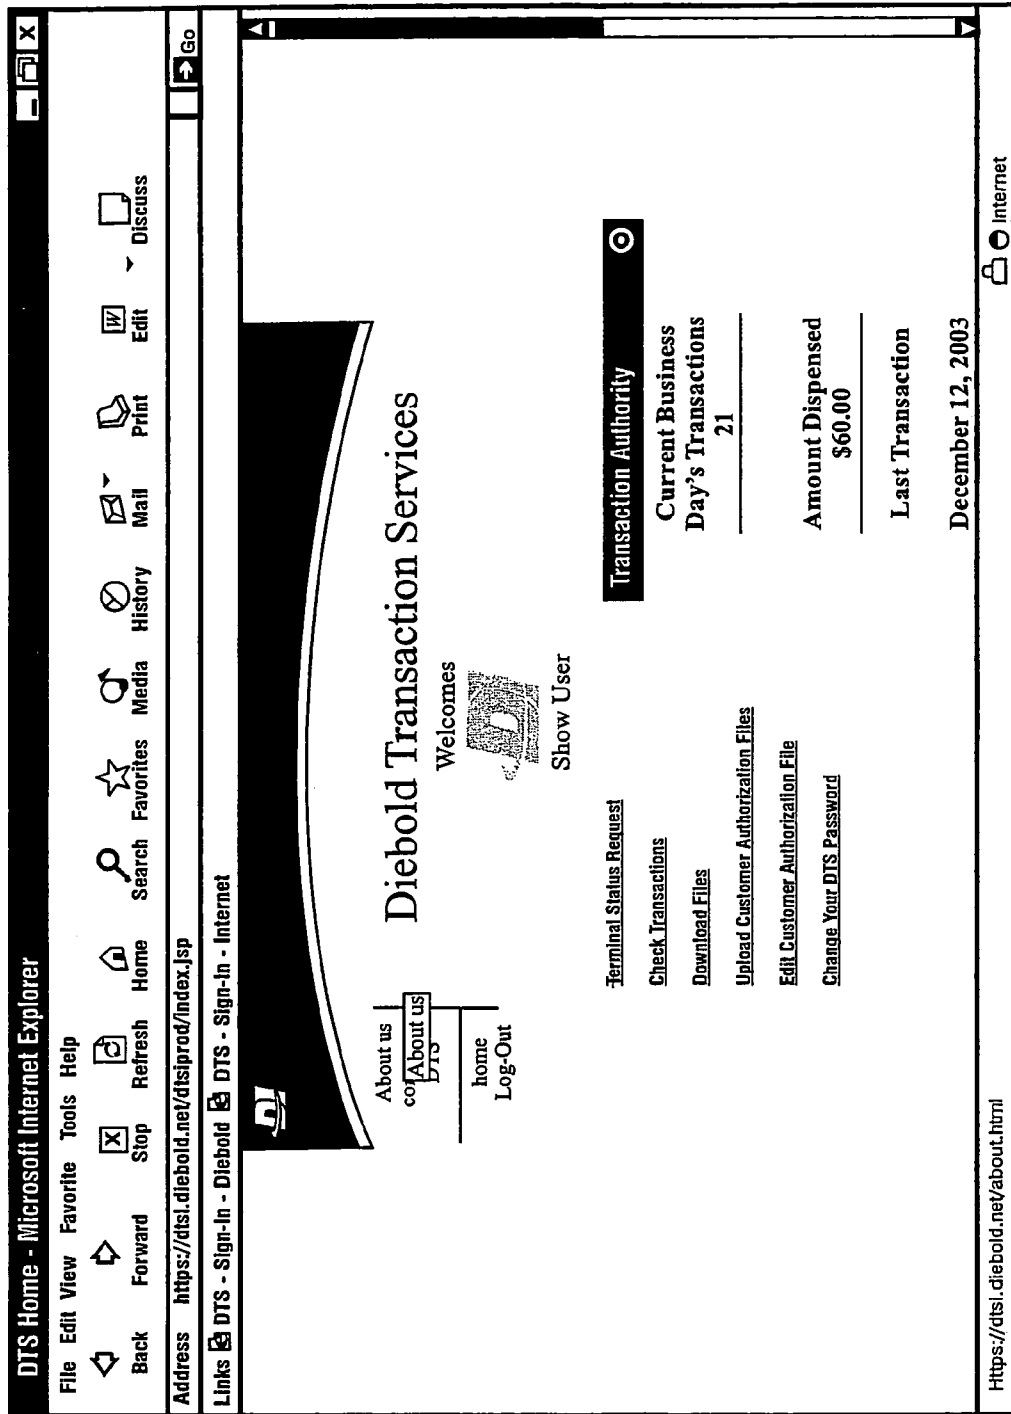 DTS Home - Microsoft Internet Explorer
File Edit View Favorite Tools Help
Back Forward Stop Refresh Home Search Favorites Media History Mail Print Edit Discuss
Address https://dtsl.diebold.net/dtsiprod/index.jsp Go
Links DTS - Sign-In - Diebold DTS - Sign-In - Internet
Diebold Transaction Services
About us
About us
DTS
home
Log-Out
Welcomes
Show User
Terminal Status Request
Check Transactions
Download Files
Upload Customer Authorization Files
Edit Customer Authorization File
Change Your DTS Password
Transaction Authority
Current Business
Day's Transactions
21
Amount Dispensed
$60.00
Last Transaction
December 12, 2003
Https://dtsl.diebold.net/about.html Internet